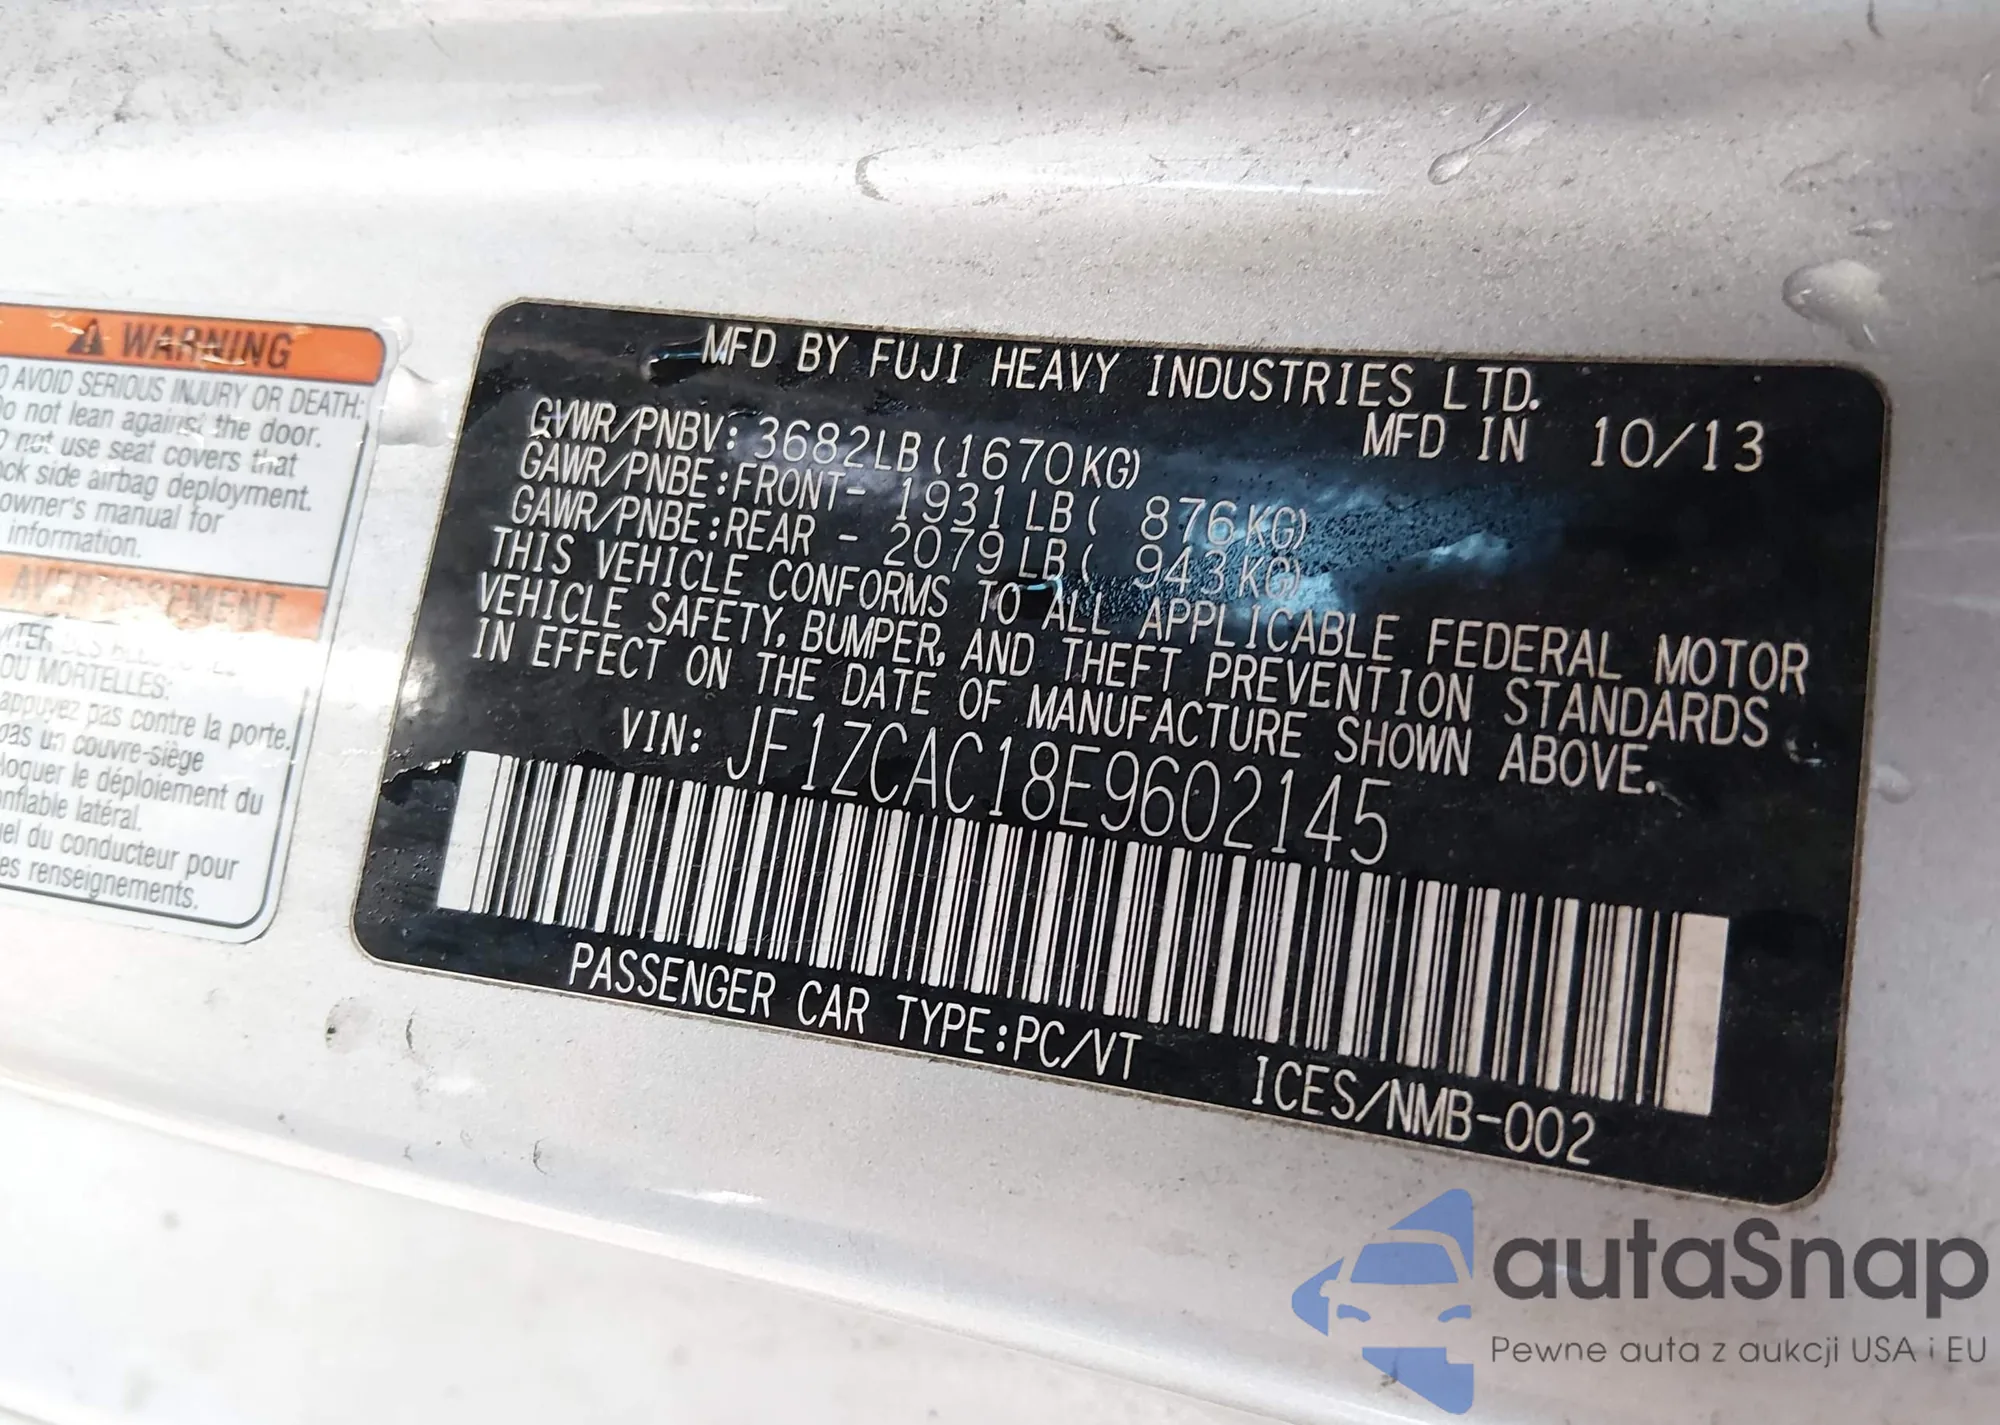 WARNING
O AVOID SERIOUS INJURY OR DEATH:
Do not lean against the door.
not use seat covers that
ck side airbag deployment.
owner's manual for
information.
AVERTISSEMENT
OU MORTELLES:
appuyez pas contre la porte.
pas un couvre-siège
loquer le déploiement du
nflable latéral.
el du conducteur pour
es renseignements.
MFD BY FUJI HEAVY INDUSTRIES LTD.
MFD IN 10/13
GVWR/PNBV: 3682LB(1670KG)
GAWR/PNBE:FRONT- 1931LB( 876KG)
GAWR/PNBE:REAR - 2079LB( 943KG)
THIS VEHICLE CONFORMS TO ALL APPLICABLE FEDERAL MOTOR
VEHICLE SAFETY, BUMPER, AND THEFT PREVENTION STANDARDS
IN EFFECT ON THE DATE OF MANUFACTURE SHOWN ABOVE.
VIN: JF1ZCAC18E9602145
PASSENGER CAR TYPE:PC/VT ICES/NMB-002
autaSnap
Pewne auta z aukcji USA i EU